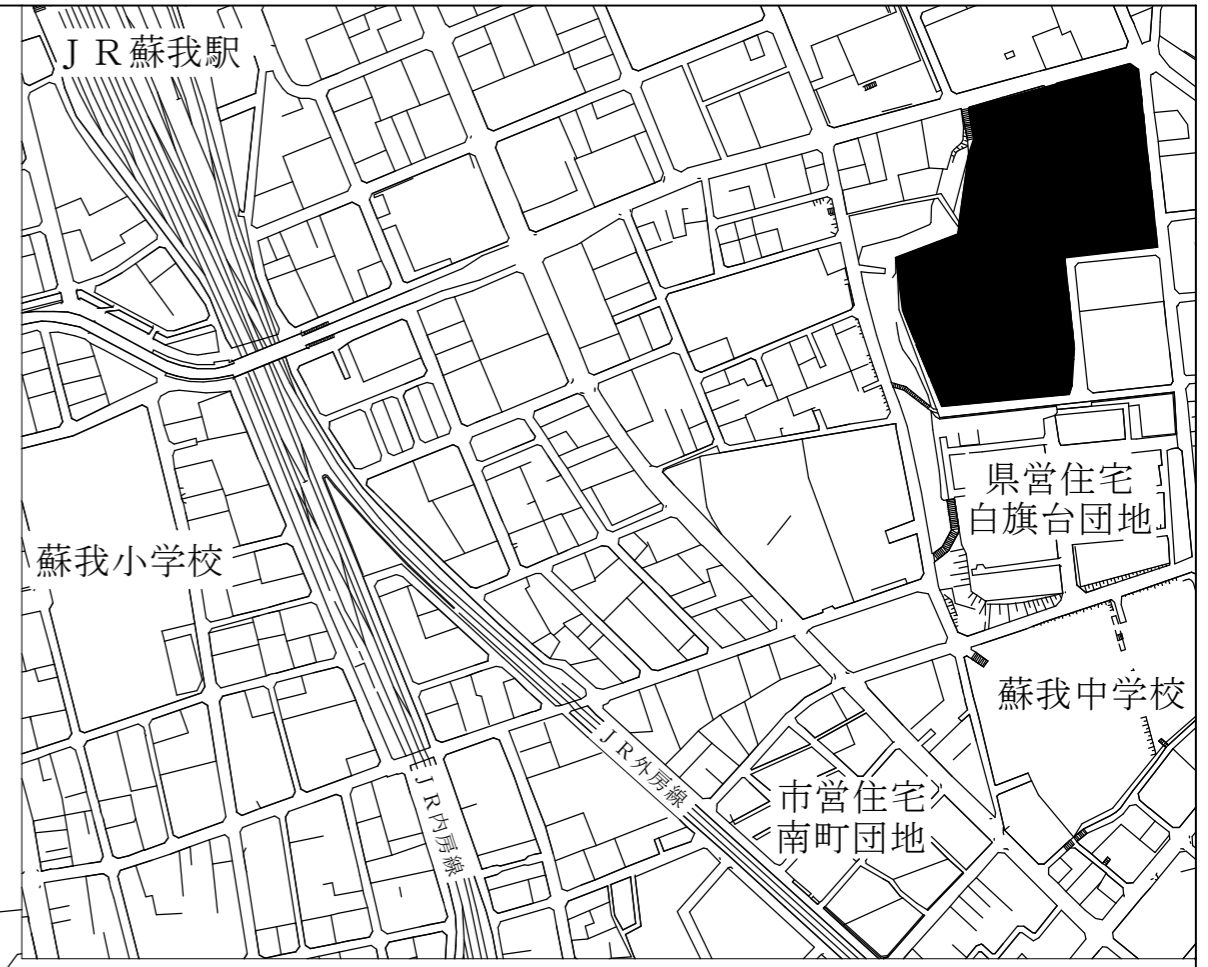 ＪＲ蘇我駅
県営住宅
白旗台団地
蘇我小学校
蘇我中学校
ＪＲ外房線
市営住宅
南町団地
ＪＲ内房線